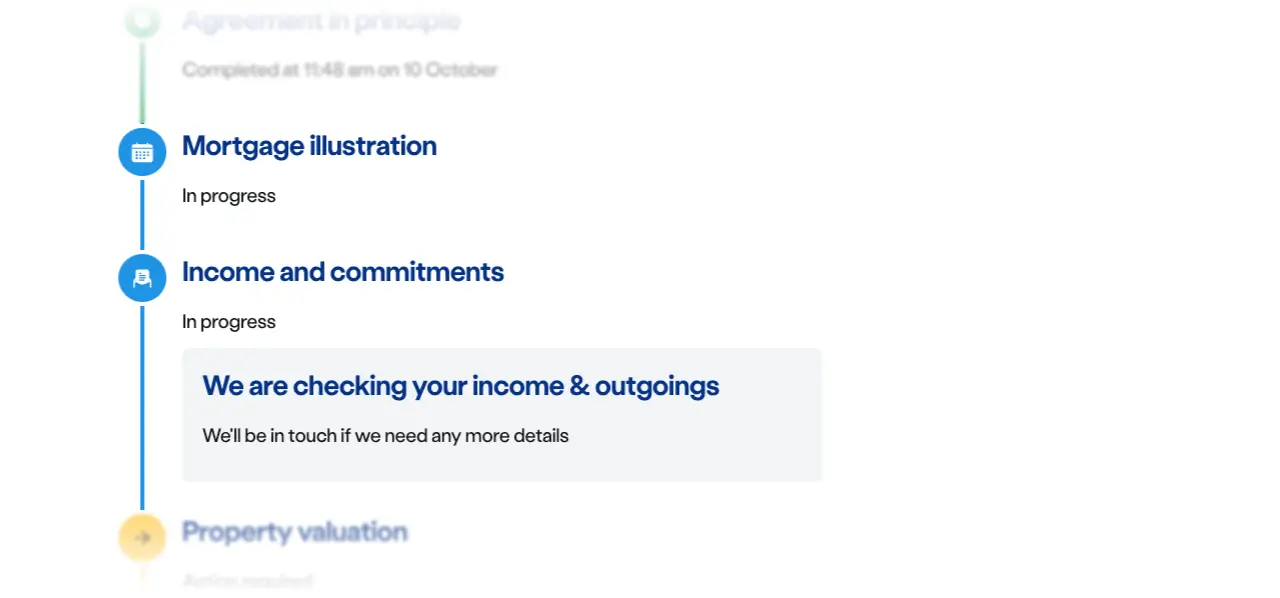 Agreement in principle
Completed at 11:48 am on 10 October
Mortgage illustration
In progress
Income and commitments
In progress
We are checking your income & outgoings
We'll be in touch if we need any more details
Property valuation
Action required